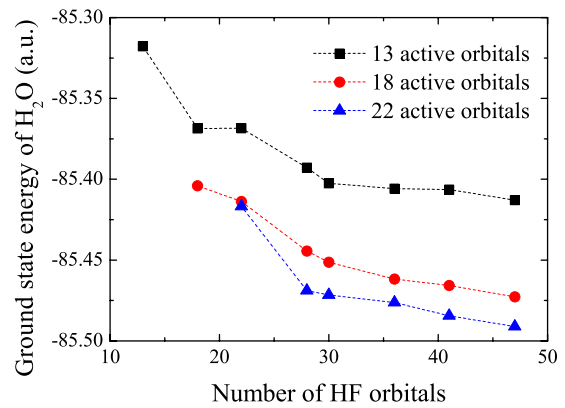 -85.30
-85.35
-85.40
-85.45
-85.50
10
20
30
40
50
Number of HF orbitals
Ground state energy of H₂O (a.u.)
13 active orbitals
18 active orbitals
22 active orbitals